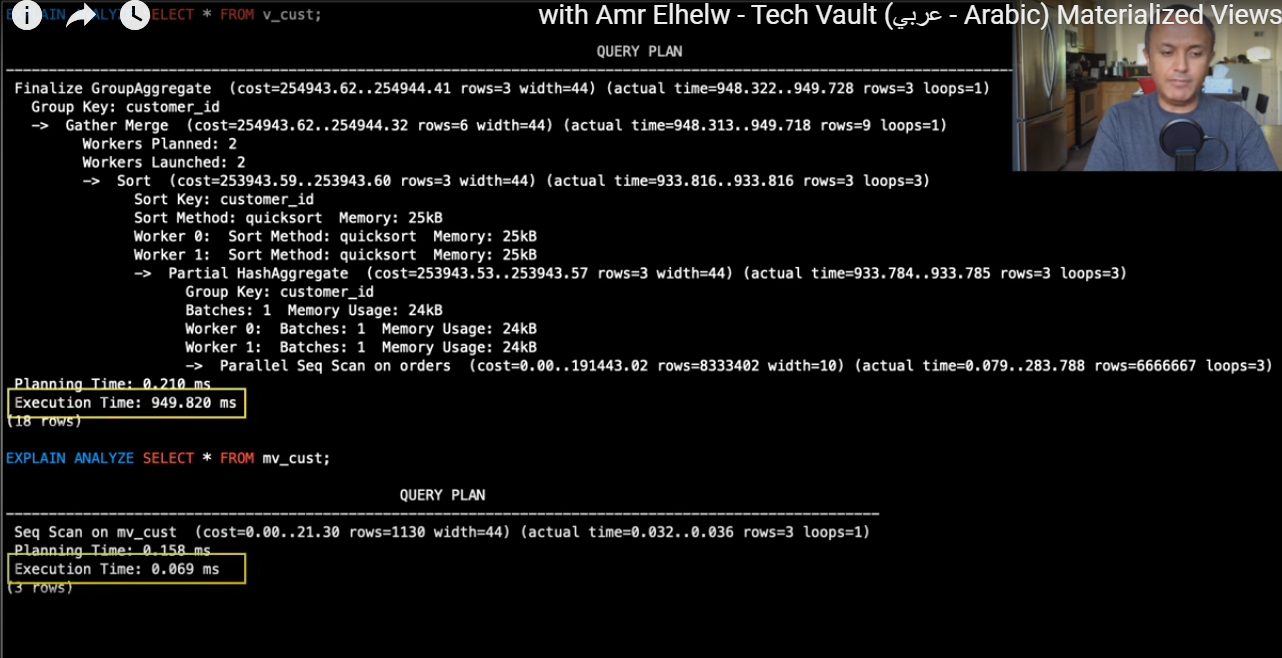 EXPLAIN ANALYZE SELECT * FROM v_cust;
with Amr Elhelw - Tech Vault (عربي - Arabic) Materialized Views
QUERY PLAN
Finalize GroupAggregate (cost=254943.62..254944.41 rows=3 width=44) (actual time=948.322..949.728 rows=3 loops=1)
Group Key: customer_id
-> Gather Merge (cost=254943.62..254944.32 rows=6 width=44) (actual time=948.313..949.718 rows=9 loops=1)
Workers Planned: 2
Workers Launched: 2
-> Sort (cost=253943.59..253943.60 rows=3 width=44) (actual time=933.816..933.816 rows=3 loops=3)
Sort Key: customer_id
Sort Method: quicksort Memory: 25kB
Worker 0: Sort Method: quicksort Memory: 25kB
Worker 1: Sort Method: quicksort Memory: 25kB
-> Partial HashAggregate (cost=253943.53..253943.57 rows=3 width=44) (actual time=933.784..933.785 rows=3 loops=3)
Group Key: customer_id
Batches: 1 Memory Usage: 24kB
Worker 0: Batches: 1 Memory Usage: 24kB
Worker 1: Batches: 1 Memory Usage: 24kB
-> Parallel Seq Scan on orders (cost=0.00..191443.02 rows=8333402 width=10) (actual time=0.079..283.788 rows=6666667 loops=3)
Planning Time: 0.210 ms
Execution Time: 949.820 ms
(18 rows)
EXPLAIN ANALYZE SELECT * FROM mv_cust;
QUERY PLAN
Seq Scan on mv_cust (cost=0.00..21.30 rows=1130 width=44) (actual time=0.032..0.036 rows=3 loops=1)
Planning Time: 0.158 ms
Execution Time: 0.069 ms
(3 rows)